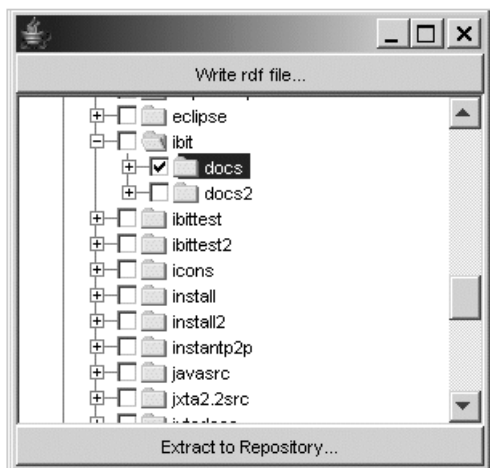 Write rdf file...
eclipse
ibit
docs
docs2
ibittest
ibittest2
icons
install
install2
instantp2p
javasrc
jxta2.2src
Extract to Repository...